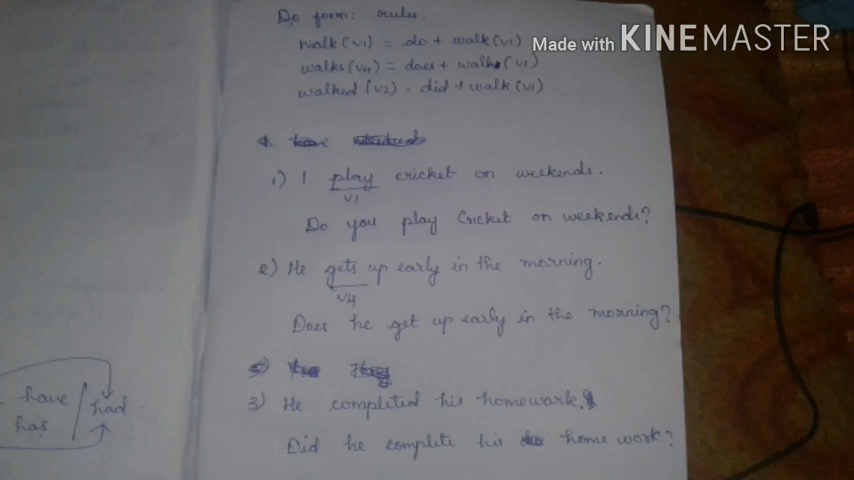 Do form: rules.
Made with KINEMASTER
walk (V1) = do + walk (V1)
walks (V4) = does + walk (V1)
walked (V2) = did + walk (V1)
1) I play cricket on weekends.
V1
Do you play Cricket on weekends?
2) He gets up early in the morning.
V4
Does he get up early in the morning?
3) He completed his homework.
Did he complete his home work?
have
has
had